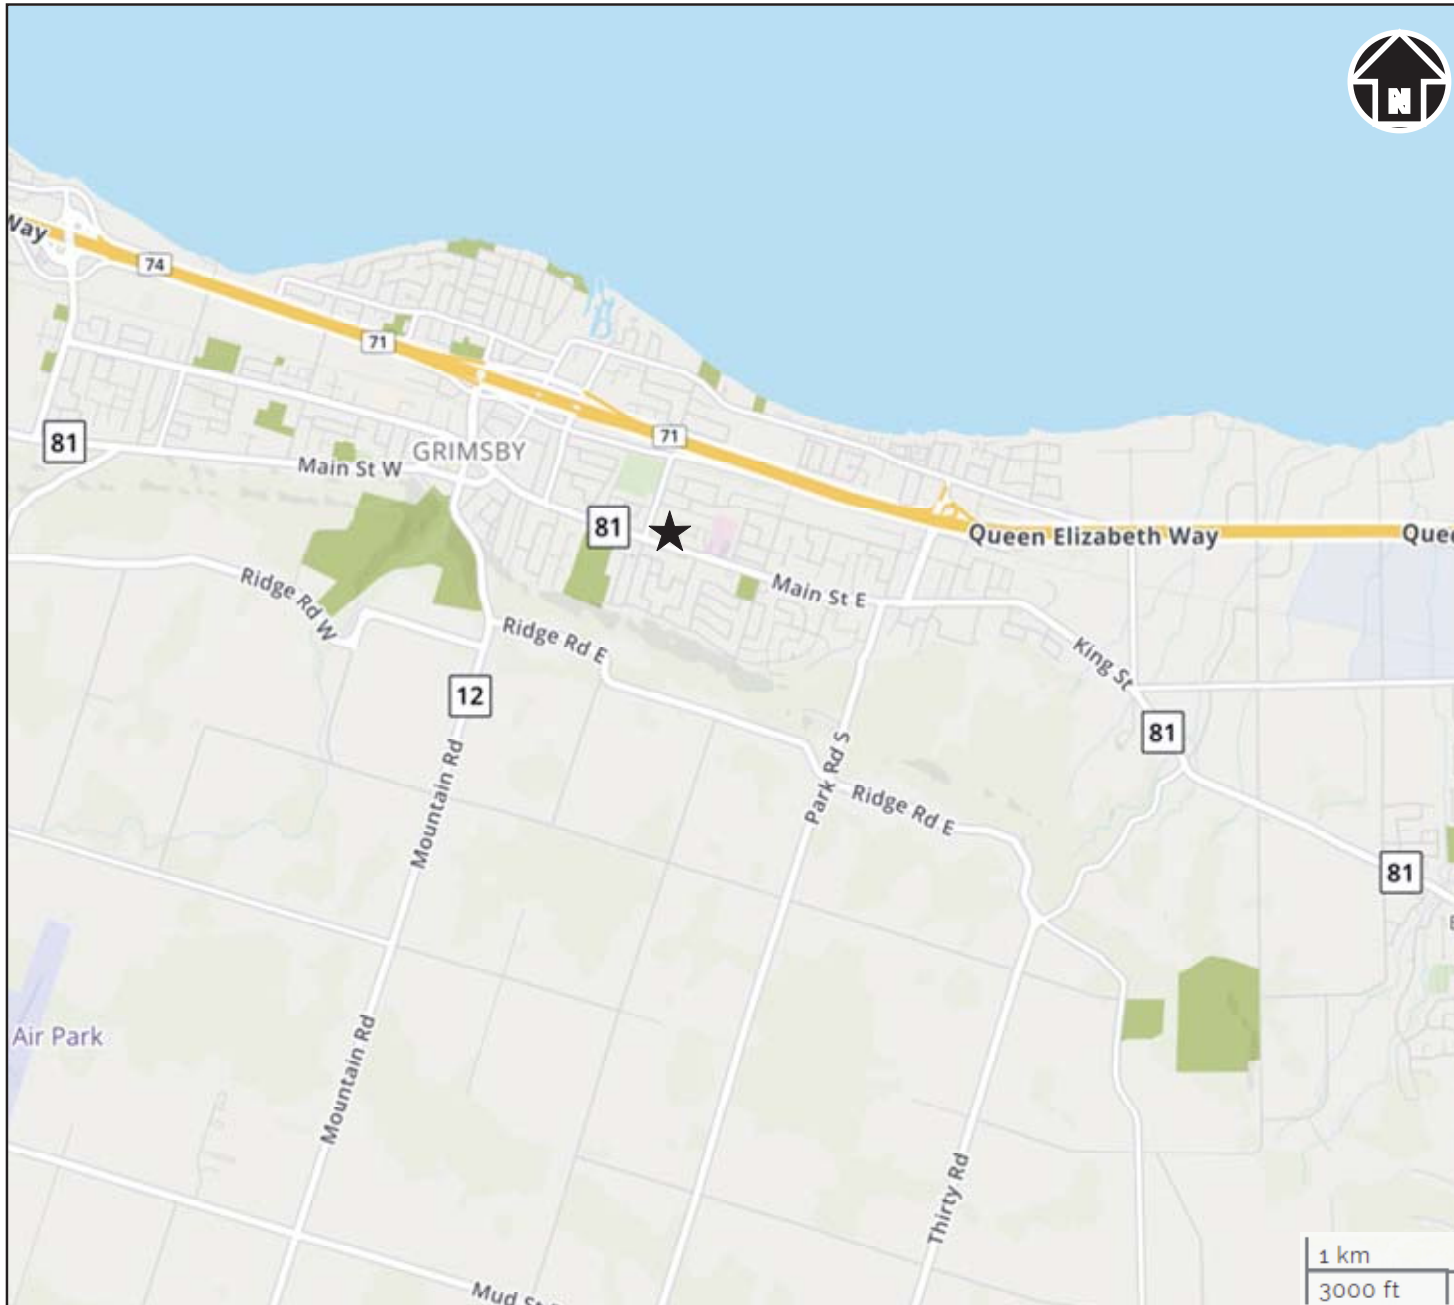 N
Way
74
71
81
GRIMSBY
Main St W
71
81
Queen Elizabeth Way
Ridge Rd W
Main St E
Ridge Rd E
King St
12
81
Mountain Rd
Park Rd S
Ridge Rd E
81
Air Park
Mountain Rd
Thirty Rd
1 km
3000 ft
Mud